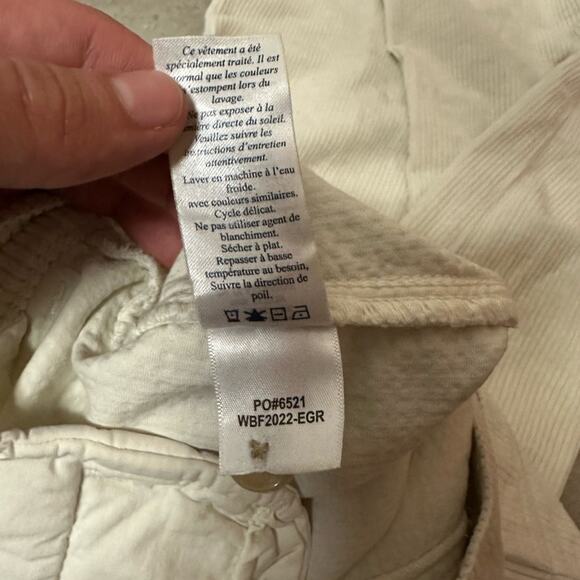 Ce vêtement a été
spécialement traité. Il est
normal que les couleurs
s'estompent lors du
lavage.
Ne pas exposer à la
lumière directe du soleil.
Veuillez suivre les
instructions d'entretien
attentivement.
Laver en machine à l'eau
froide.
avec couleurs similaires.
Cycle délicat.
Ne pas utiliser agent de
blanchiment.
Sécher à plat.
Repasser à basse
température au besoin,
Suivre la direction de
poil.
PO#6521
WBF2022-EGR